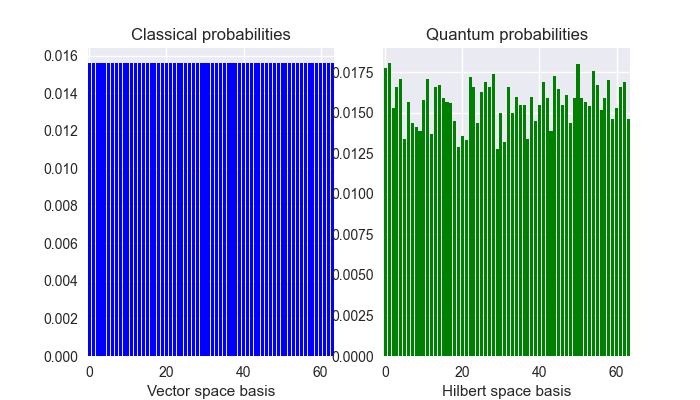 Classical probabilities
0.016
0.014
0.012
0.010
0.008
0.006
0.004
0.002
0.000
0 20 40 60
Vector space basis
Quantum probabilities
0.0175
0.0150
0.0125
0.0100
0.0075
0.0050
0.0025
0.0000
0 20 40 60
Hilbert space basis